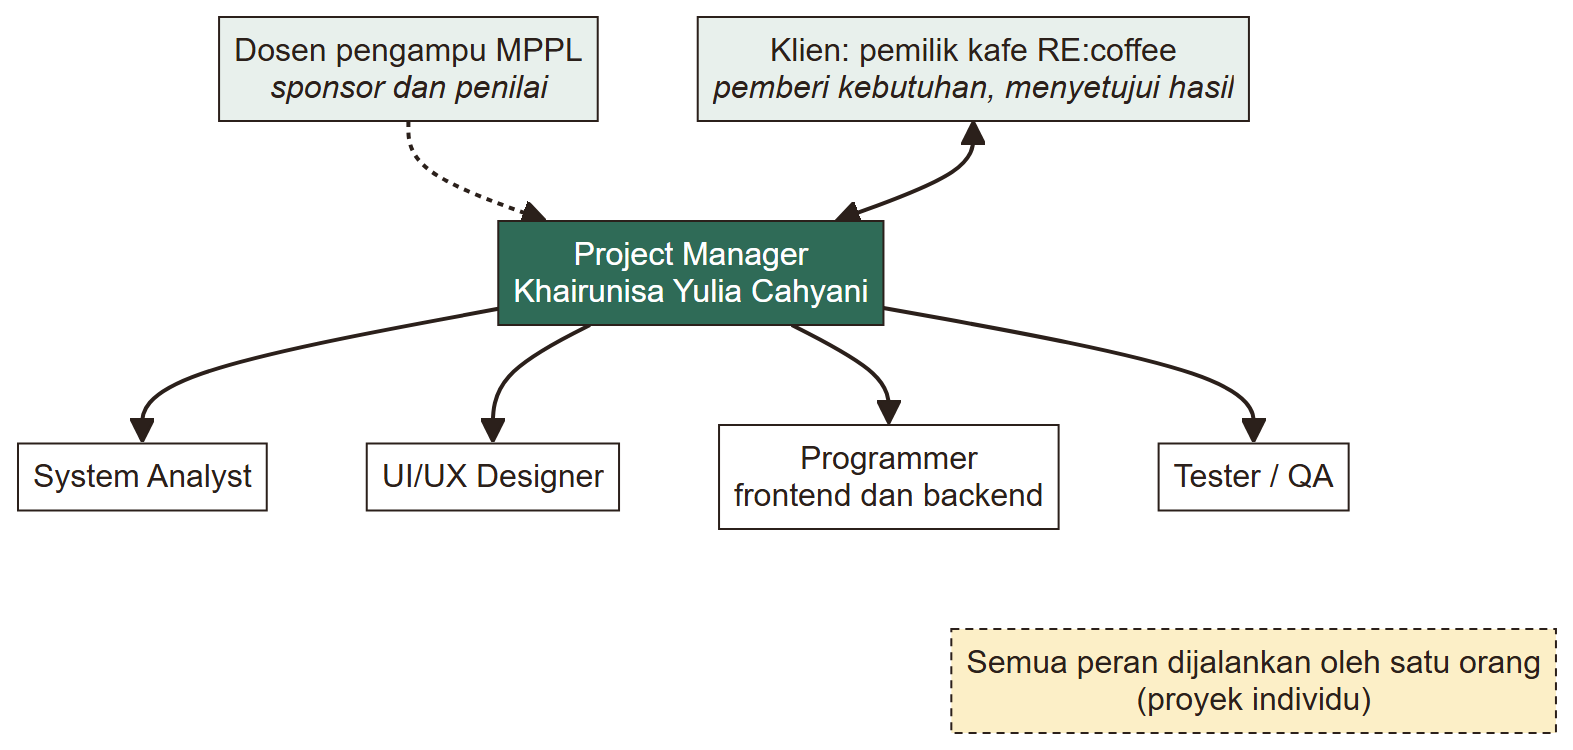 Dosen pengampu MPPL
sponsor dan penilai
Klien: pemilik kafe RE:coffee
pemberi kebutuhan, menyetujui hasil
Project Manager
Khairunisa Yulia Cahyani
System Analyst
UI/UX Designer
Programmer
frontend dan backend
Tester / QA
Semua peran dijalankan oleh satu orang
(proyek individu)